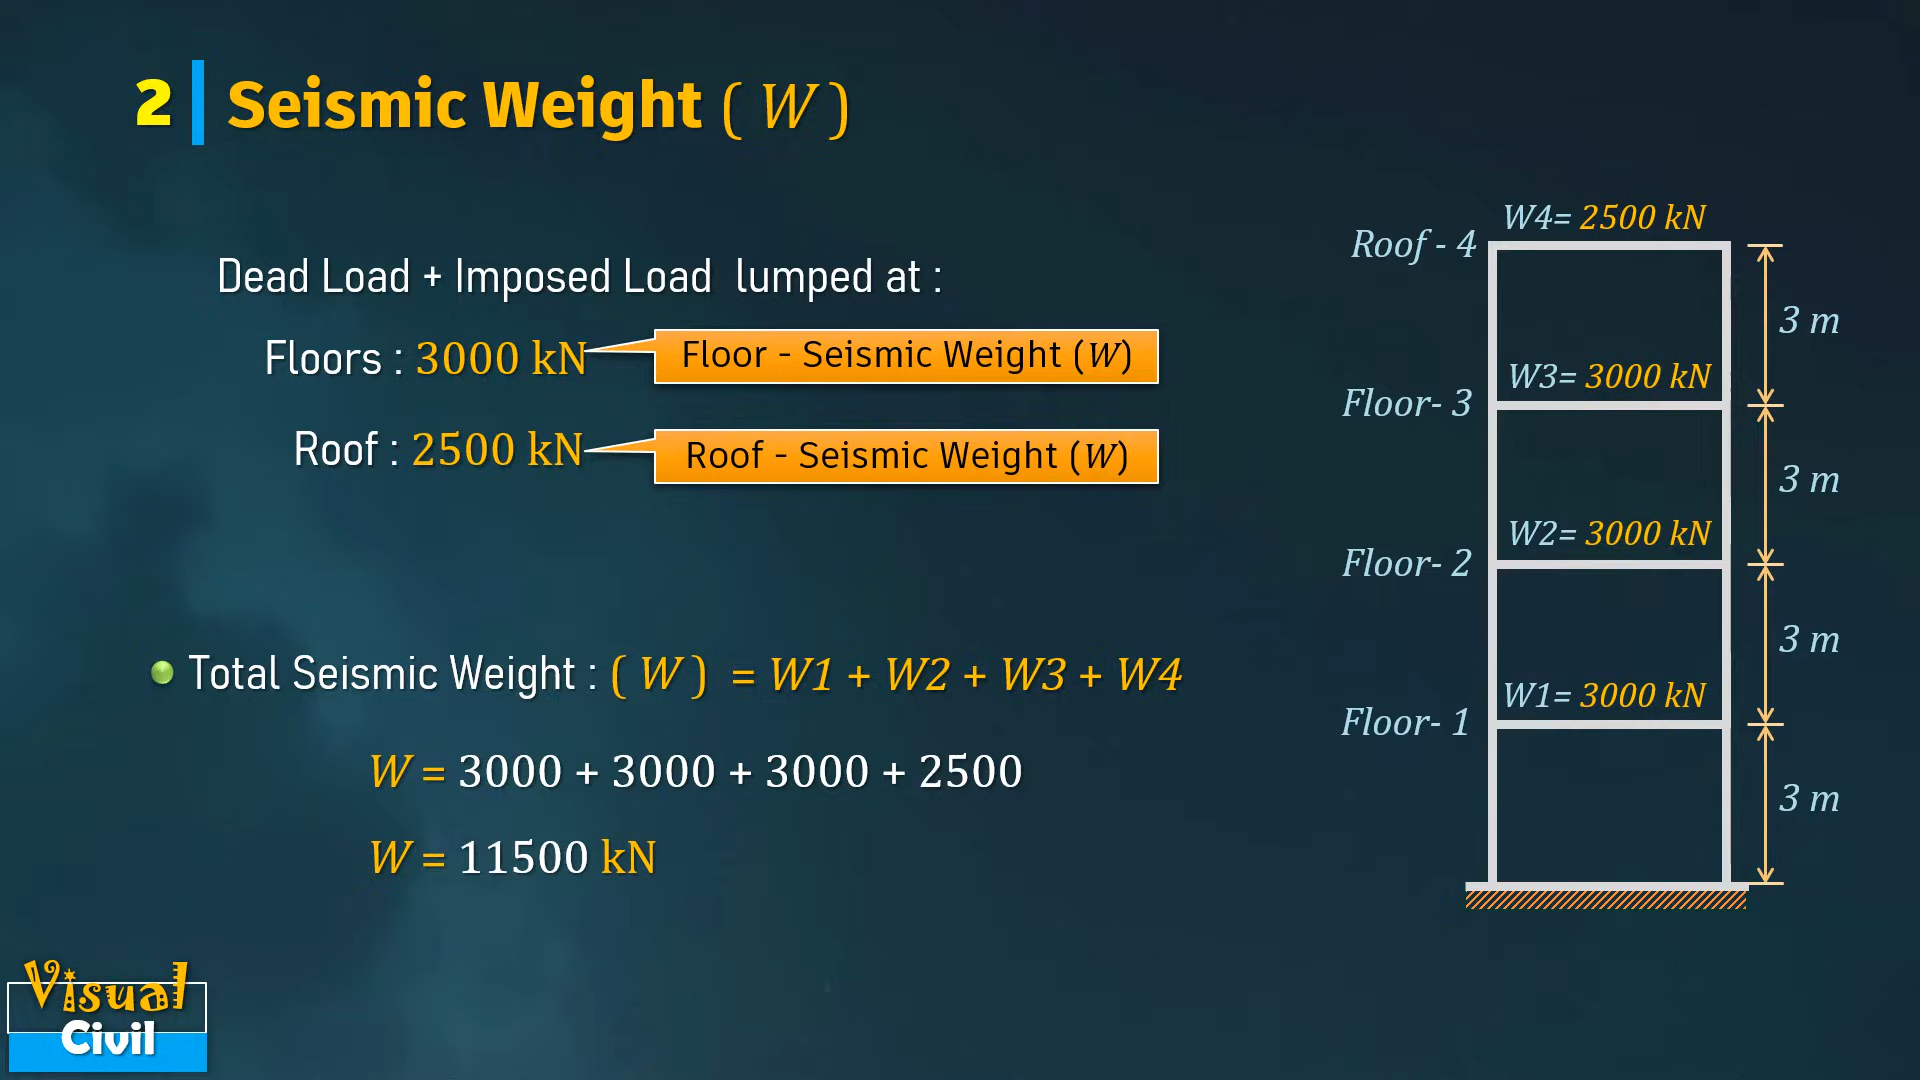 2 Seismic Weight ( W )
Dead Load + Imposed Load lumped at :
Floors : 3000 kN
Floor - Seismic Weight (W)
Roof : 2500 kN
Roof - Seismic Weight (W)
Total Seismic Weight : ( W ) = W1 + W2 + W3 + W4
W = 3000 + 3000 + 3000 + 2500
W = 11500 kN
W4= 2500 kN
Roof - 4
3 m
W3= 3000 kN
Floor- 3
3 m
W2= 3000 kN
Floor- 2
3 m
W1= 3000 kN
Floor- 1
3 m
Visual
Civil